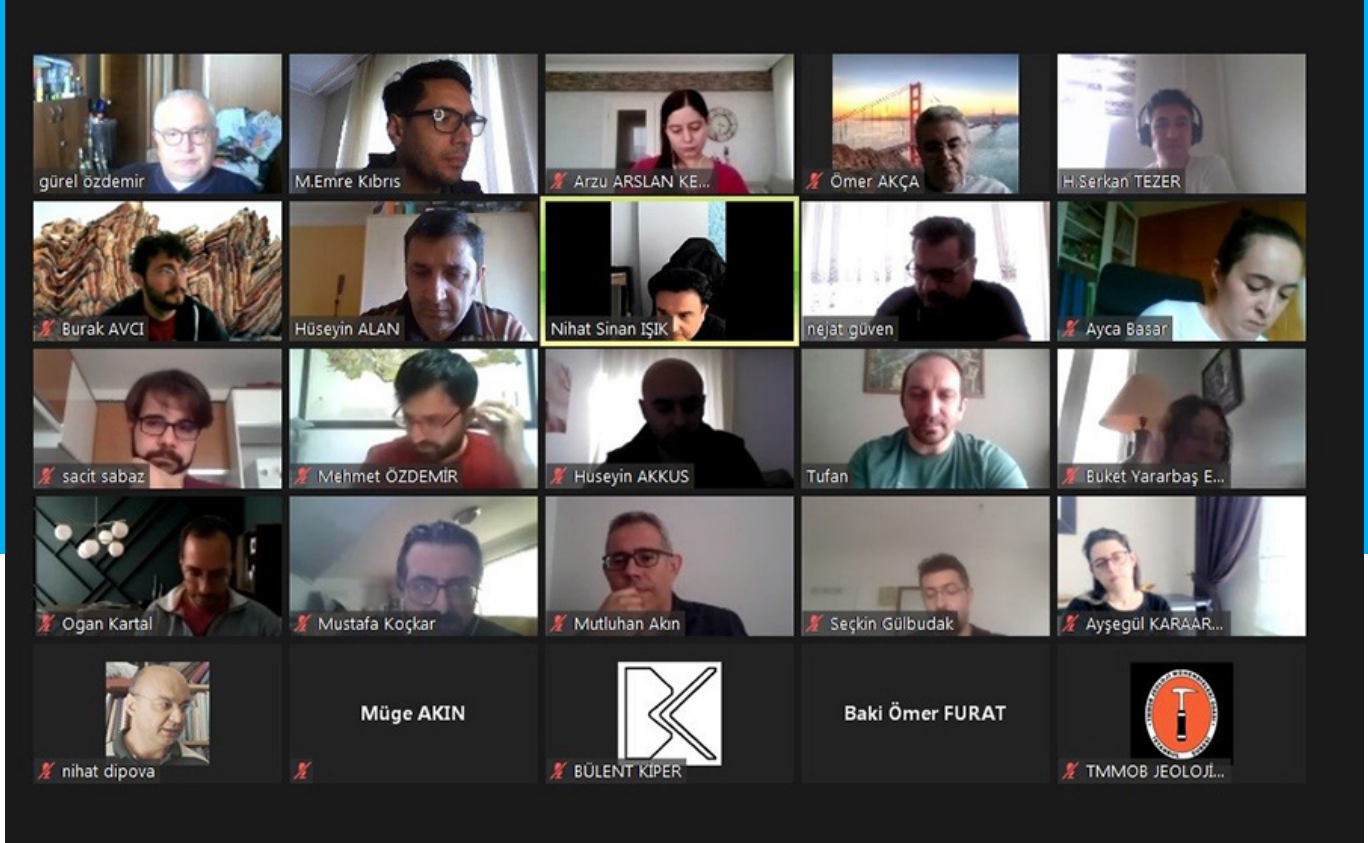 gürel özdemir
M.Emre Kıbrıs
Arzu ARSLAN KE...
Ömer AKÇA
H.Serkan TEZER
Burak AVCI
Hüseyin ALAN
Nihat Sinan IŞIK
nejat güven
Ayca Basar
sacit sabaz
Mehmet ÖZDEMİR
Huseyin AKKUS
Tufan
Buket Yararbaş E...
Ogan Kartal
Mustafa Koçkar
Mutluhan Akın
Seçkin Gülbudak
Ayşegül KARAAR...
nihat dipova
Müge AKIN
BÜLENT KİPER
Baki Ömer FURAT
TMMOB JEOLOJİ...